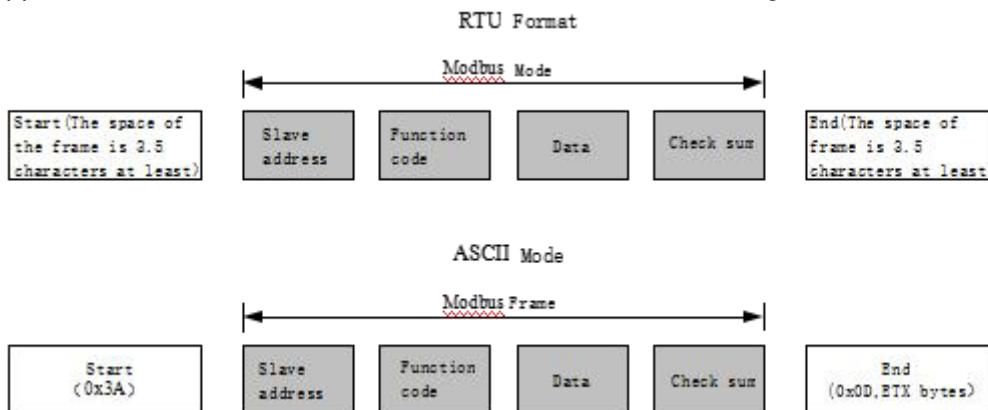 RTU Format
Modbus Mode
Start(The space of
the frame is 3.5
characters at least)
Slave
address
Function
code
Data
Check sum
End(The space of
frame is 3.5
characters at least
ASCII Mode
Modbus Frame
Start
(0x3A)
Slave
address
Function
code
Data
Check sum
End
(0x0D,ETX bytes)